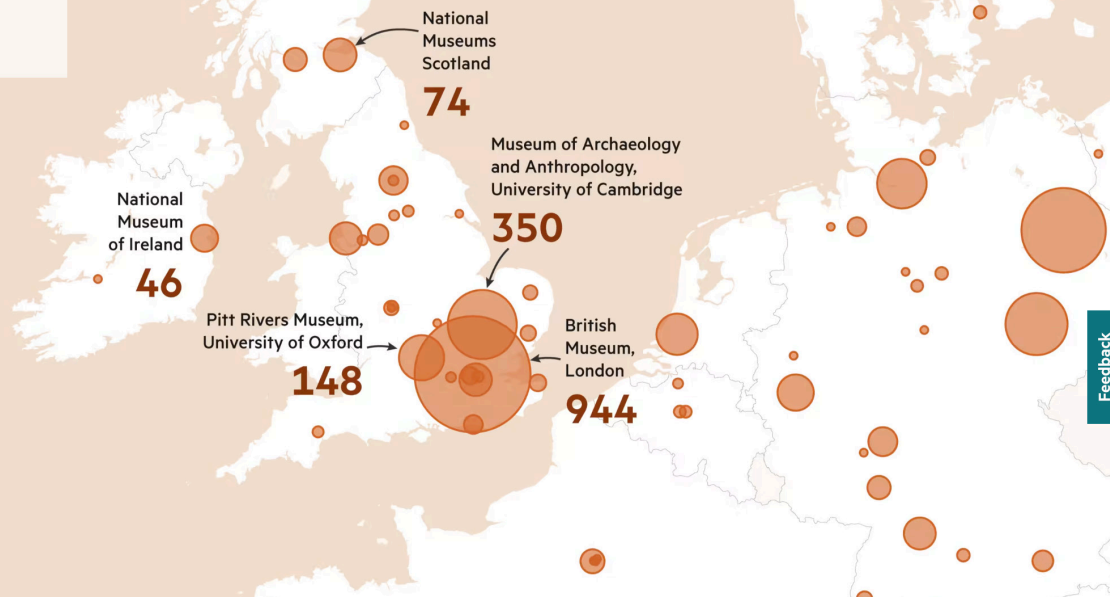 National
Museums
Scotland
74
Museum of Archaeology
and Anthropology,
University of Cambridge
350
National
Museum
of Ireland
46
Pitt Rivers Museum,
University of Oxford
148
British
Museum,
London
944
Feedback